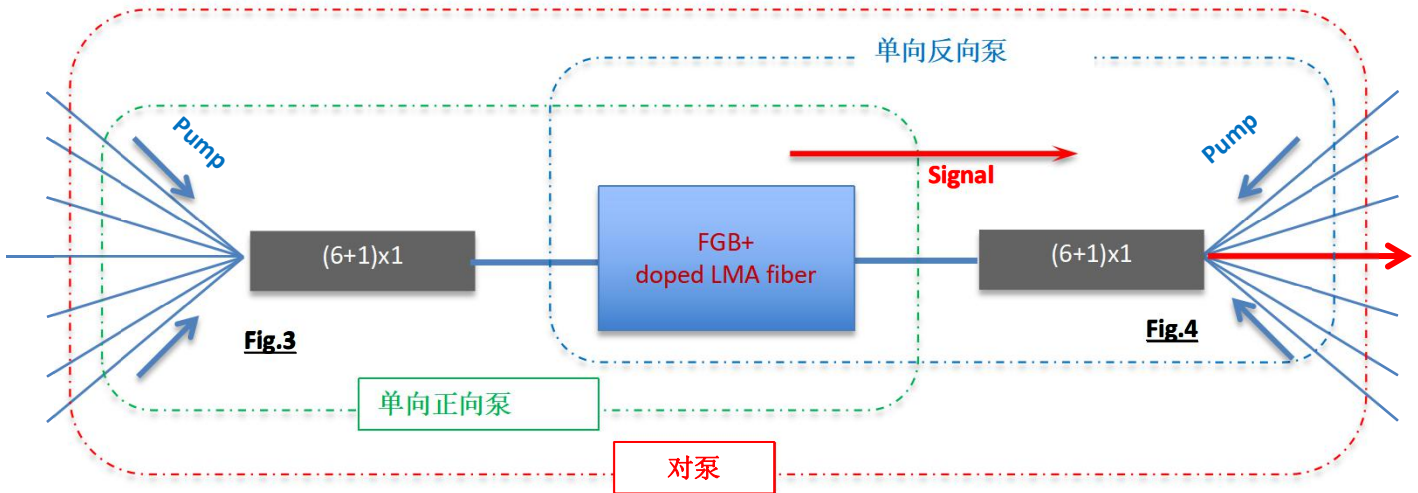 单向反向泵
Pump
Pump
Signal
(6+1)x1
FGB+
doped LMA fiber
(6+1)x1
Fig.3
Fig.4
单向正向泵
对泵